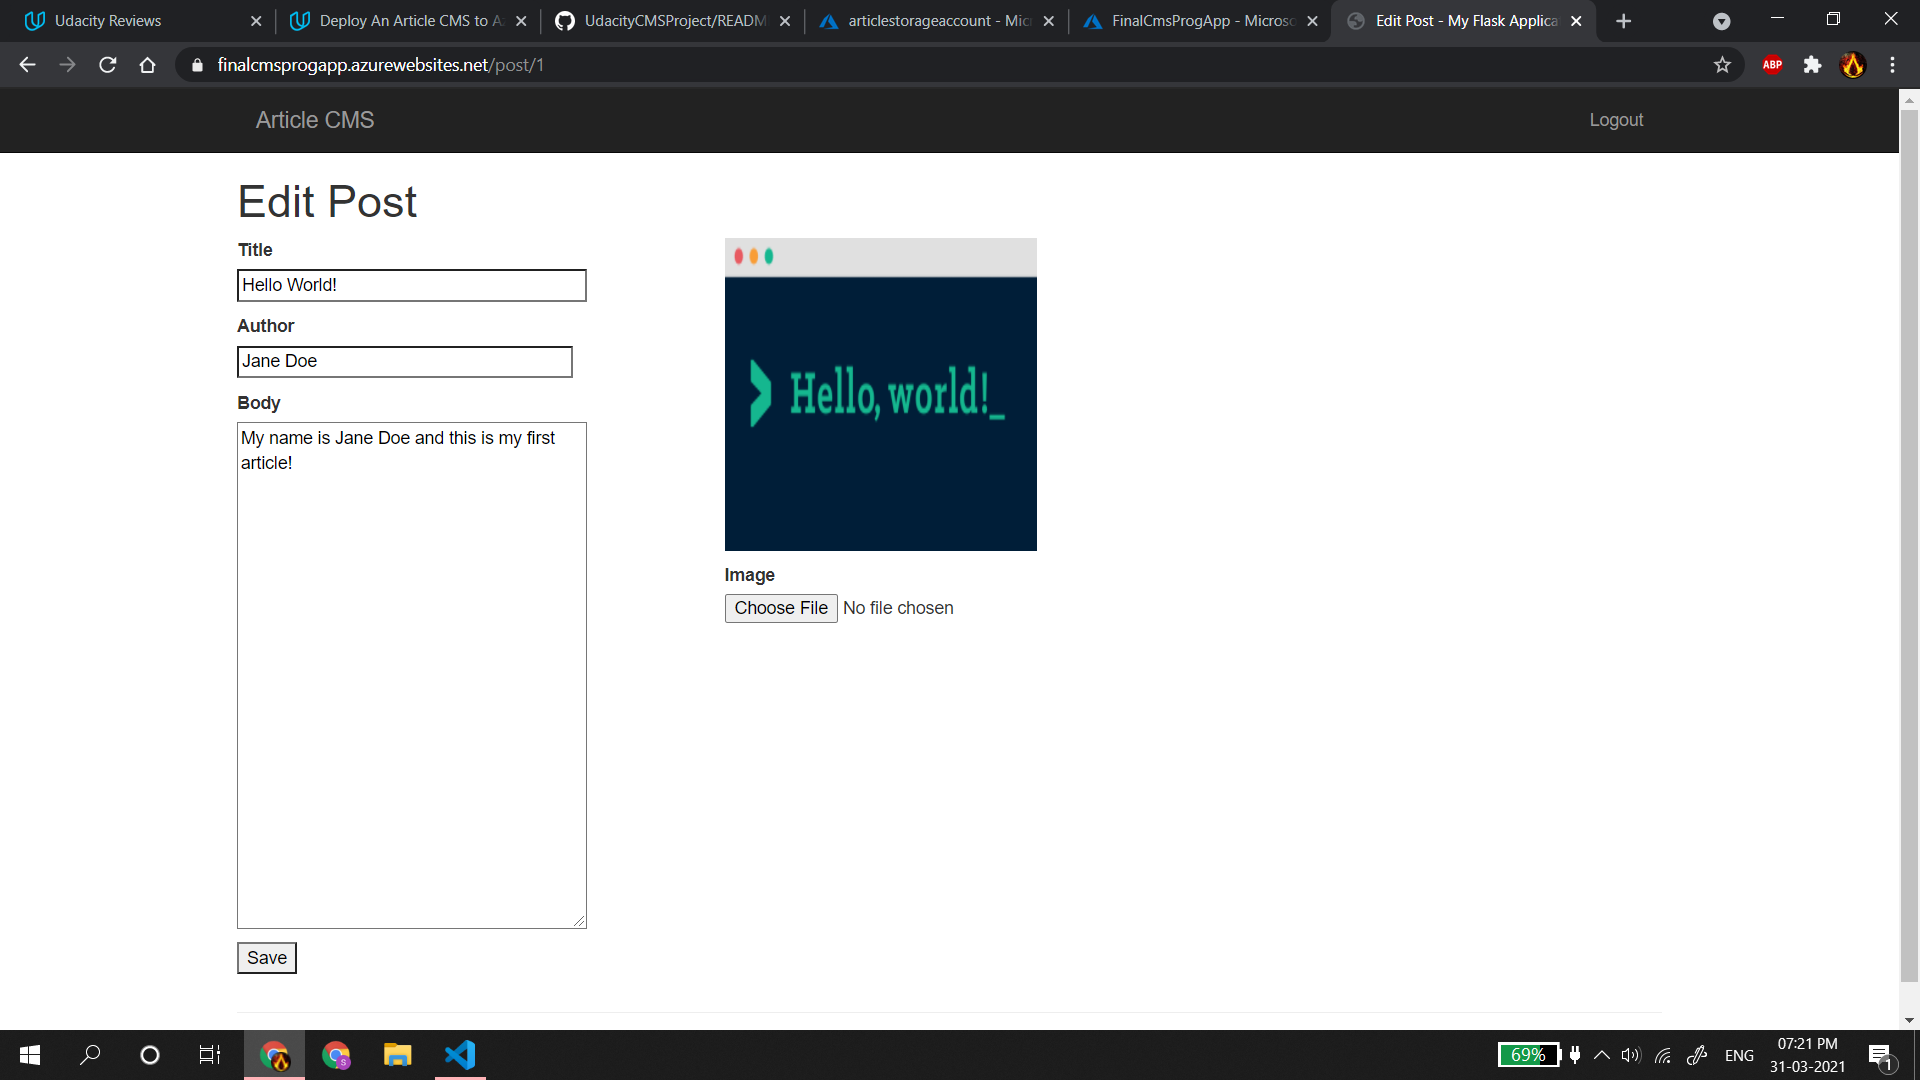 Udacity Reviews
Deploy An Article CMS to A
UdacityCMSProject/READM
articlestorageaccount - Mic
FinalCmsProgApp - Microso
Edit Post - My Flask Applica
finalcmsprogapp.azurewebsites.net/post/1
ABP
Article CMS
Logout
Edit Post
Title
Hello World!
Author
Jane Doe
Body
My name is Jane Doe and this is my first
article!
Hello, world!_
Image
Choose File No file chosen
Save
S
69%
ENG
07:21 PM
31-03-2021
1